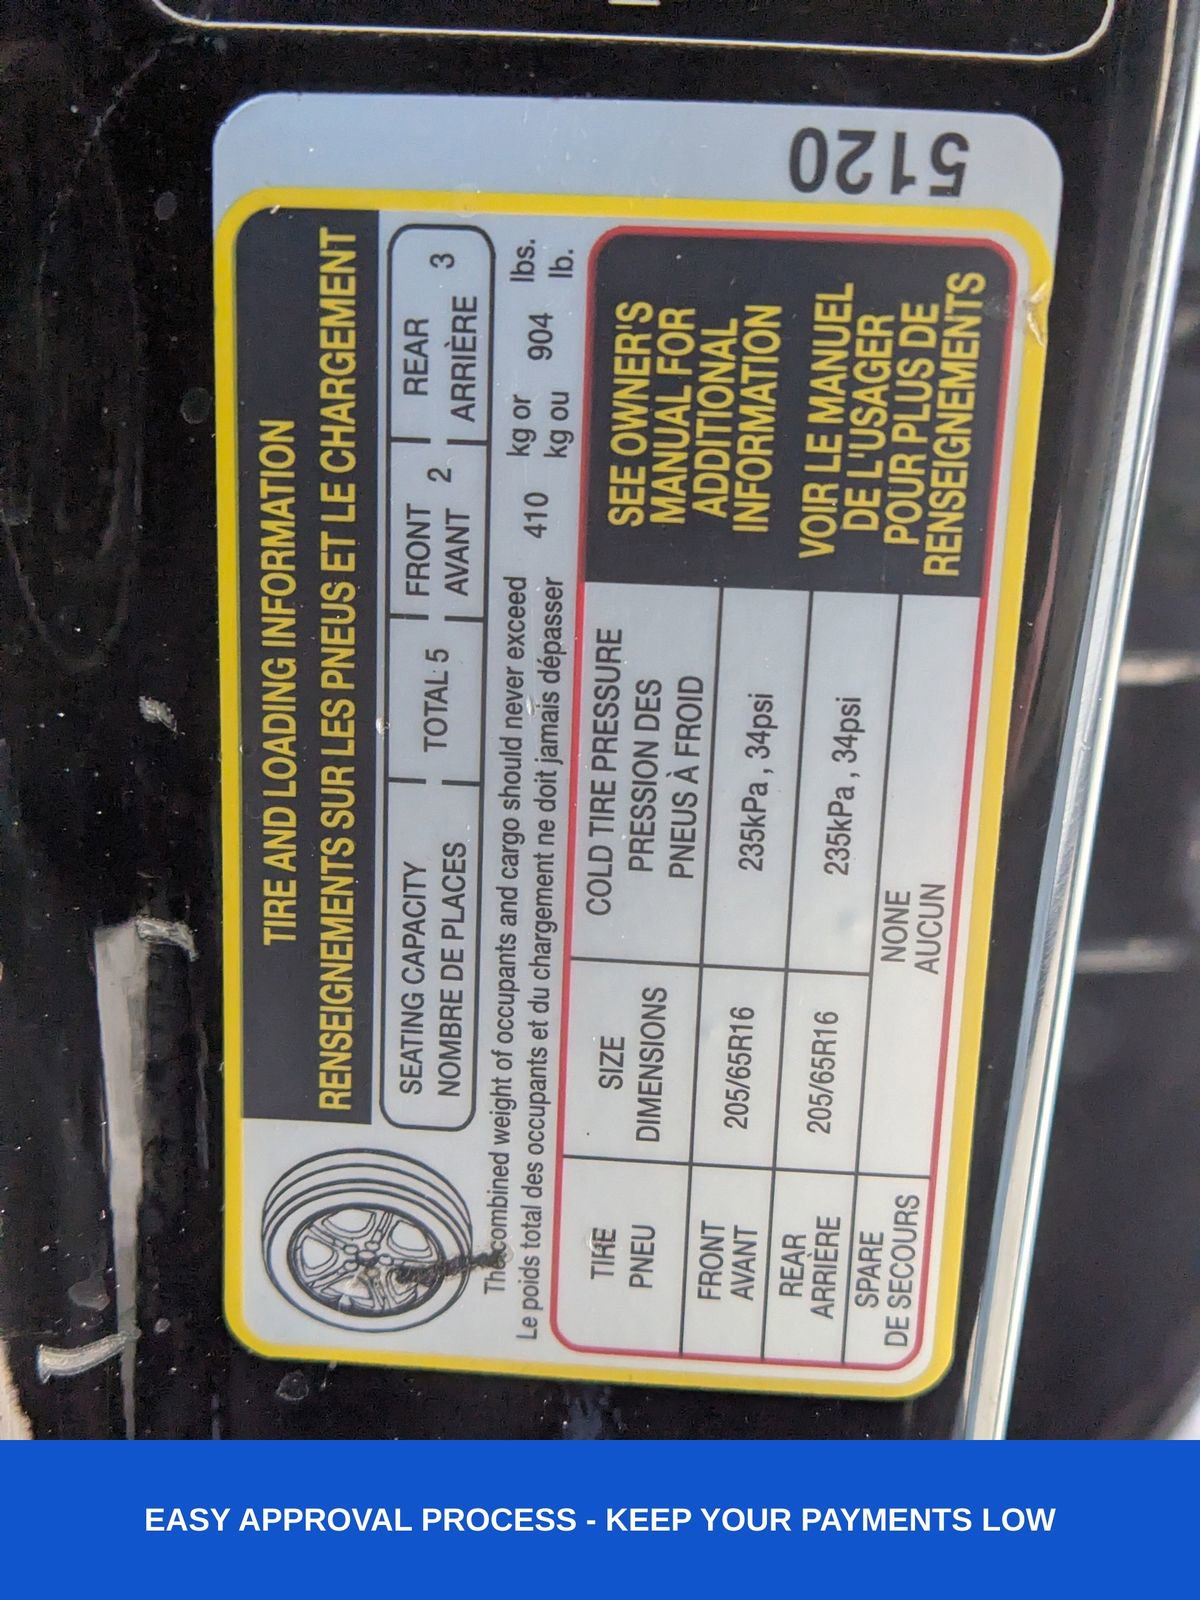 5120
TIRE AND LOADING INFORMATION
RENSEIGNEMENTS SUR LES PNEUS ET LE CHARGEMENT
SEATING CAPACITY
NOMBRE DE PLACES
TOTAL 5
FRONT
AVANT 2
REAR
ARRIÈRE 3
The combined weight of occupants and cargo should never exceed 410 kg or 904 lbs.
Le poids total des occupants et du chargement ne doit jamais dépasser kg ou lb.
TIRE
PNEU
SIZE
DIMENSIONS
COLD TIRE PRESSURE
PRESSION DES
PNEUS À FROID
FRONT
AVANT
205/65R16
235kPa , 34psi
REAR
ARRIÈRE
205/65R16
235kPa , 34psi
SPARE
DE SECOURS
NONE
AUCUN
SEE OWNER'S
MANUAL FOR
ADDITIONAL
INFORMATION
VOIR LE MANUEL
DE L'USAGER
POUR PLUS DE
RENSEIGNEMENTS
EASY APPROVAL PROCESS - KEEP YOUR PAYMENTS LOW